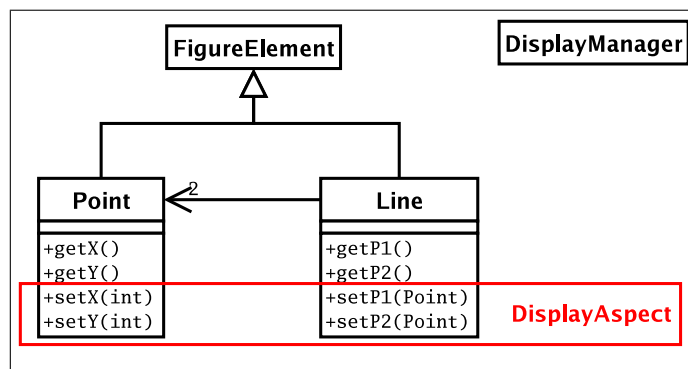 FigureElement
DisplayManager
Point
2
Line
+getX()
+getY()
+setX(int)
+setY(int)
+getP1()
+getP2()
+setP1(Point)
+setP2(Point)
DisplayAspect